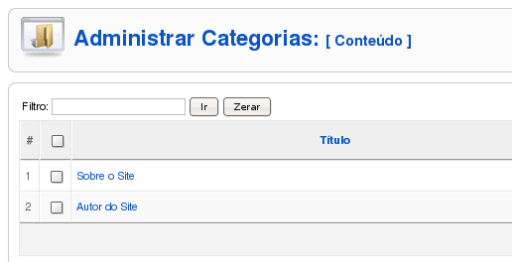 Administrar Categorias: [ Conteúdo ]
Filtro: Ir Zerar
# Título
1 Sobre o Site
2 Autor do Site